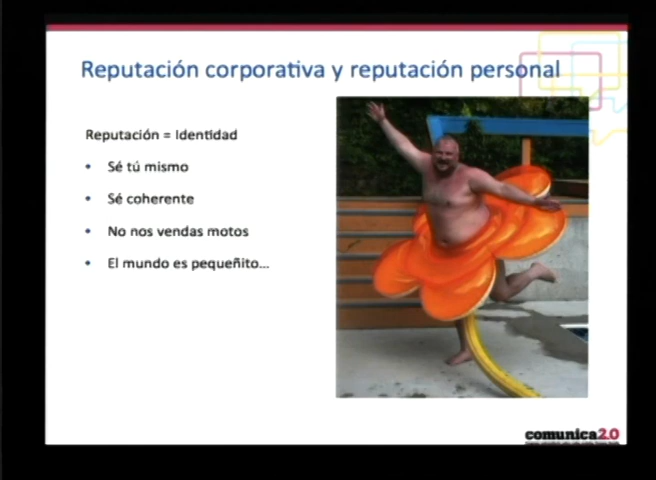 Reputación corporativa y reputación personal
Reputación = Identidad
• Sé tú mismo
• Sé coherente
• No nos vendas motos
• El mundo es pequeñito...
comunica2.0